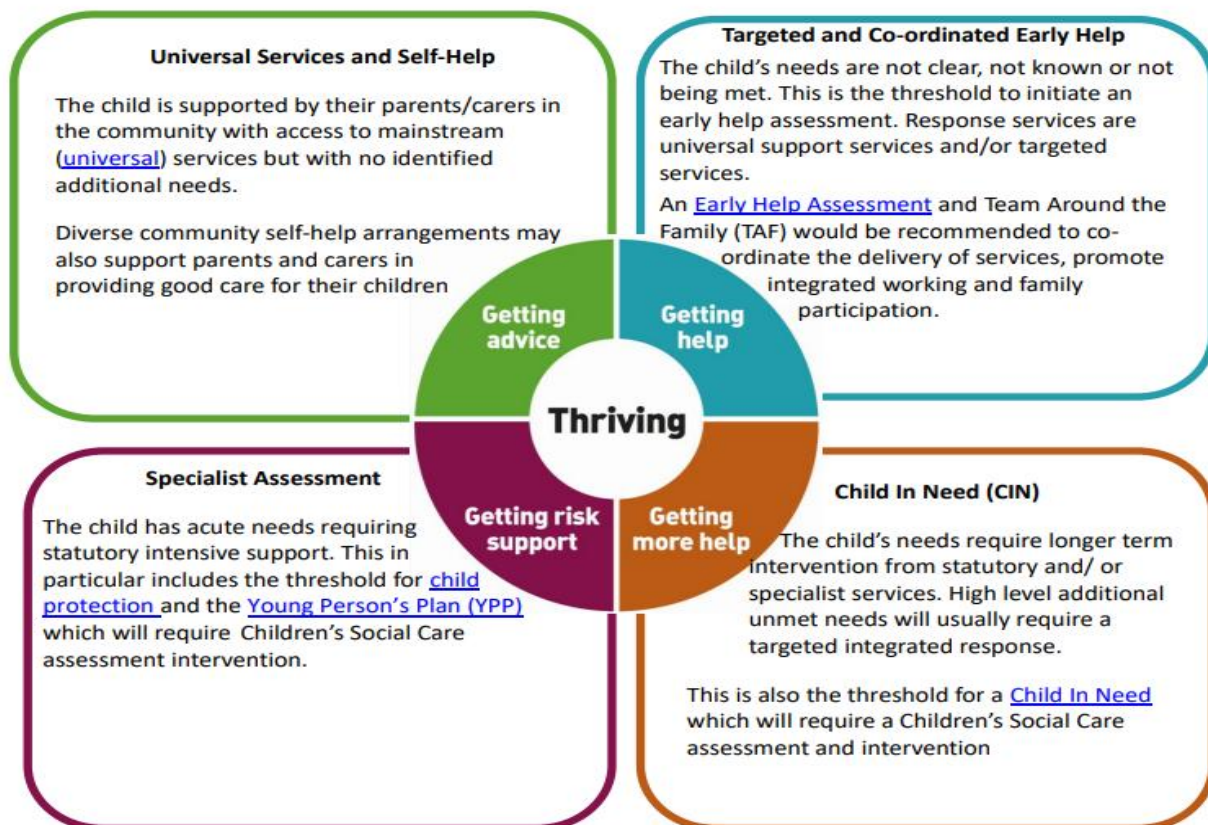 Universal Services and Self-Help
The child is supported by their parents/carers in
the community with access to mainstream
(universal) services but with no identified
additional needs.
Diverse community self-help arrangements may
also support parents and carers in
providing good care for their children
Targeted and Co-ordinated Early Help
The child's needs are not clear, not known or not
being met. This is the threshold to initiate an
early help assessment. Response services are
universal support services and/or targeted
services.
An Early Help Assessment and Team Around the
Family (TAF) would be recommended to co-
ordinate the delivery of services, promote
integrated working and family
participation.
Getting
advice
Getting
help
Thriving
Getting risk
support
Getting
more help
Specialist Assessment
The child has acute needs requiring
statutory intensive support. This in
particular includes the threshold for child
protection and the Young Person's Plan (YPP)
which will require Children's Social Care
assessment intervention.
Child In Need (CIN)
The child's needs require longer term
intervention from statutory and/ or
specialist services. High level additional
unmet needs will usually require a
targeted integrated response.
This is also the threshold for a Child In Need
which will require a Children's Social Care
assessment and intervention